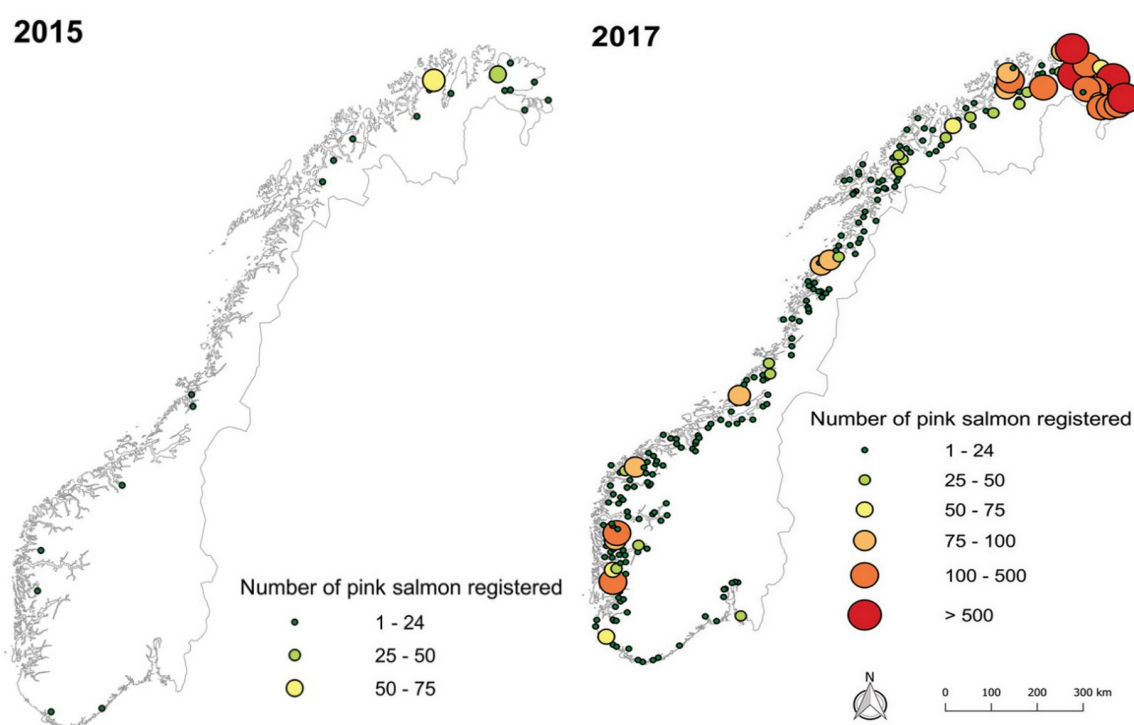 2015
2017
Number of pink salmon registered
1 - 24
25 - 50
50 - 75
Number of pink salmon registered
1 - 24
25 - 50
50 - 75
75 - 100
100 - 500
> 500
N
0 100 200 300 km